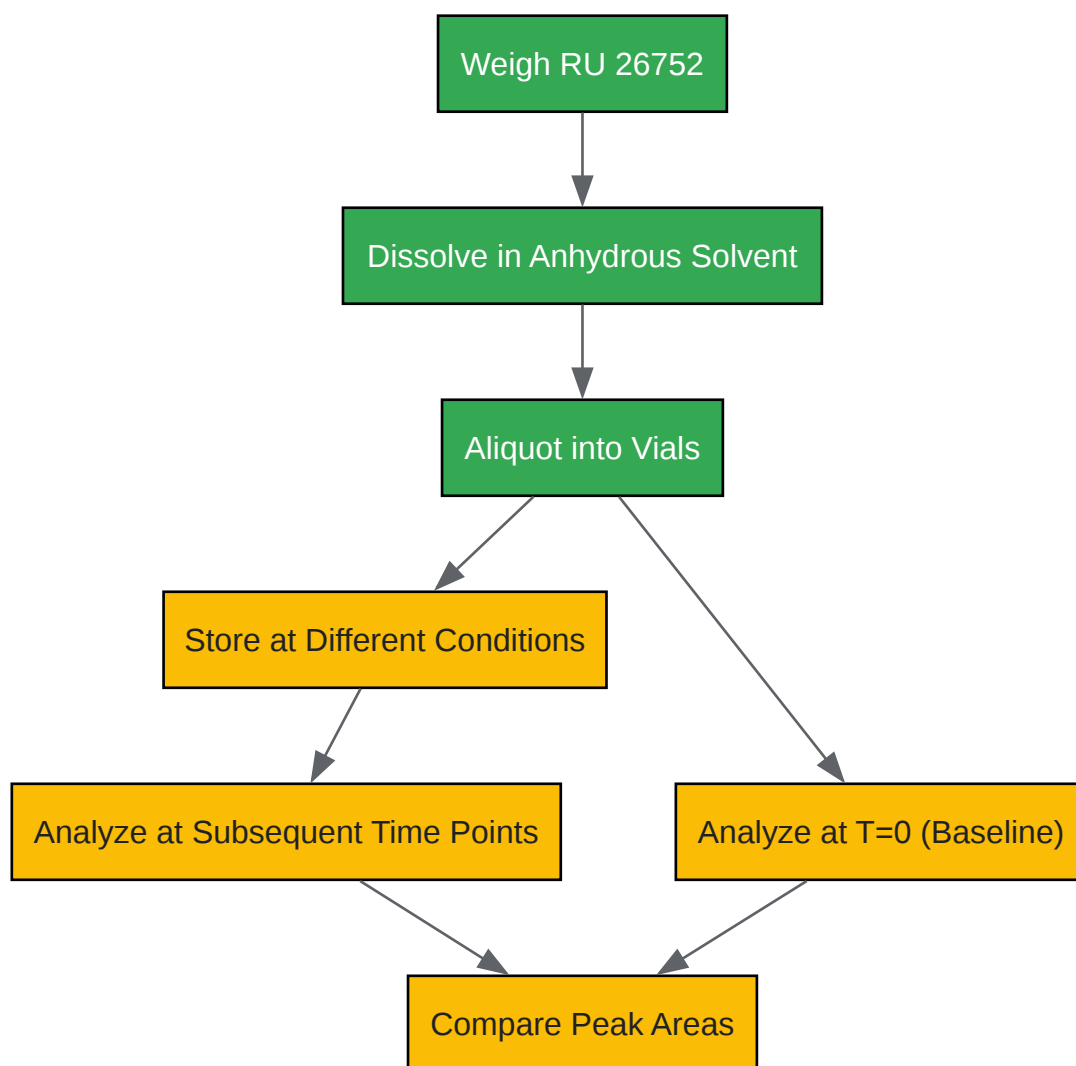 Weigh RU 26752
Dissolve in Anhydrous Solvent
Aliquot into Vials
Store at Different Conditions
Analyze at Subsequent Time Points
Analyze at T=0 (Baseline)
Compare Peak Areas